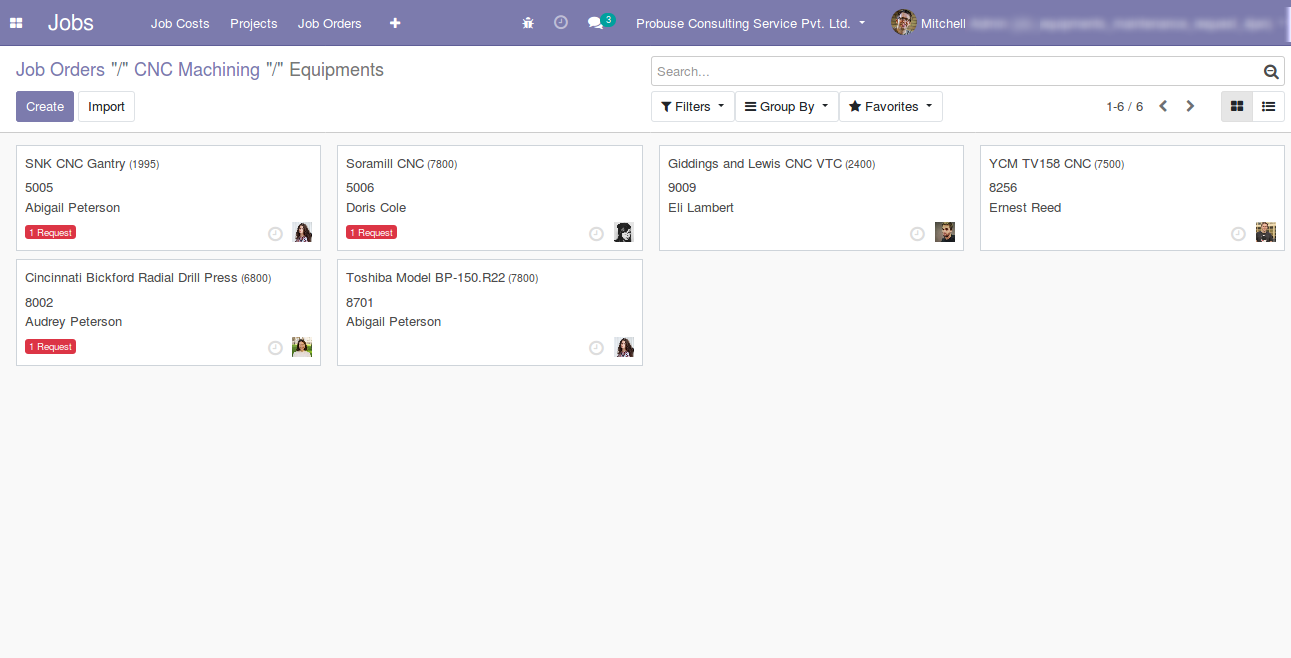 Jobs Job Costs Projects Job Orders 3 Probuse Consulting Service Pvt. Ltd. Mitchell
Job Orders "/" CNC Machining "/" Equipments
Search...
Create Import Filters Group By Favorites 1-6 / 6
SNK CNC Gantry (1995)
5005
Abigail Peterson
1 Request
Soramill CNC (7800)
5006
Doris Cole
1 Request
Giddings and Lewis CNC VTC (2400)
9009
Eli Lambert
YCM TV158 CNC (7500)
8256
Ernest Reed
Cincinnati Bickford Radial Drill Press (6800)
8002
Audrey Peterson
1 Request
Toshiba Model BP-150.R22 (7800)
8701
Abigail Peterson